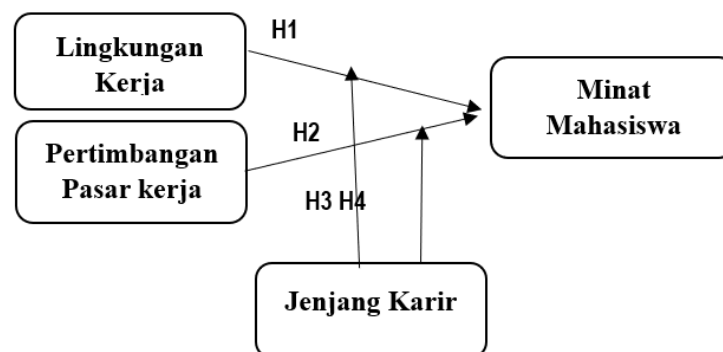 H1
Lingkungan
Kerja
Minat
Mahasiswa
H2
Pertimbangan
Pasar kerja
H3 H4
Jenjang Karir